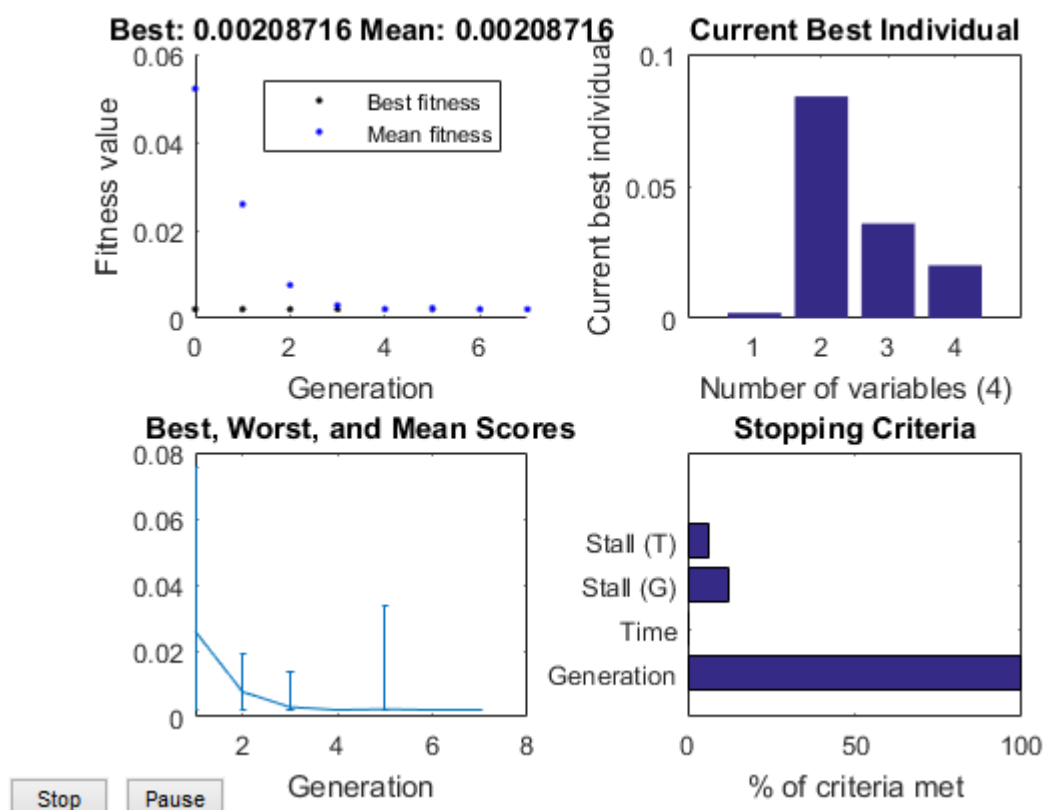 Best: 0.00208716 Mean: 0.00208716
0.06
0.04
0.02
0
Fitness value
Best fitness
Mean fitness
0 2 4 6
Generation
Current Best Individual
0.1
0.05
0
Current best individual
1 2 3 4
Number of variables (4)
Best, Worst, and Mean Scores
0.08
0.06
0.04
0.02
0
2 4 6 8
Generation
Stopping Criteria
Stall (T)
Stall (G)
Time
Generation
0 50 100
% of criteria met
Stop Pause